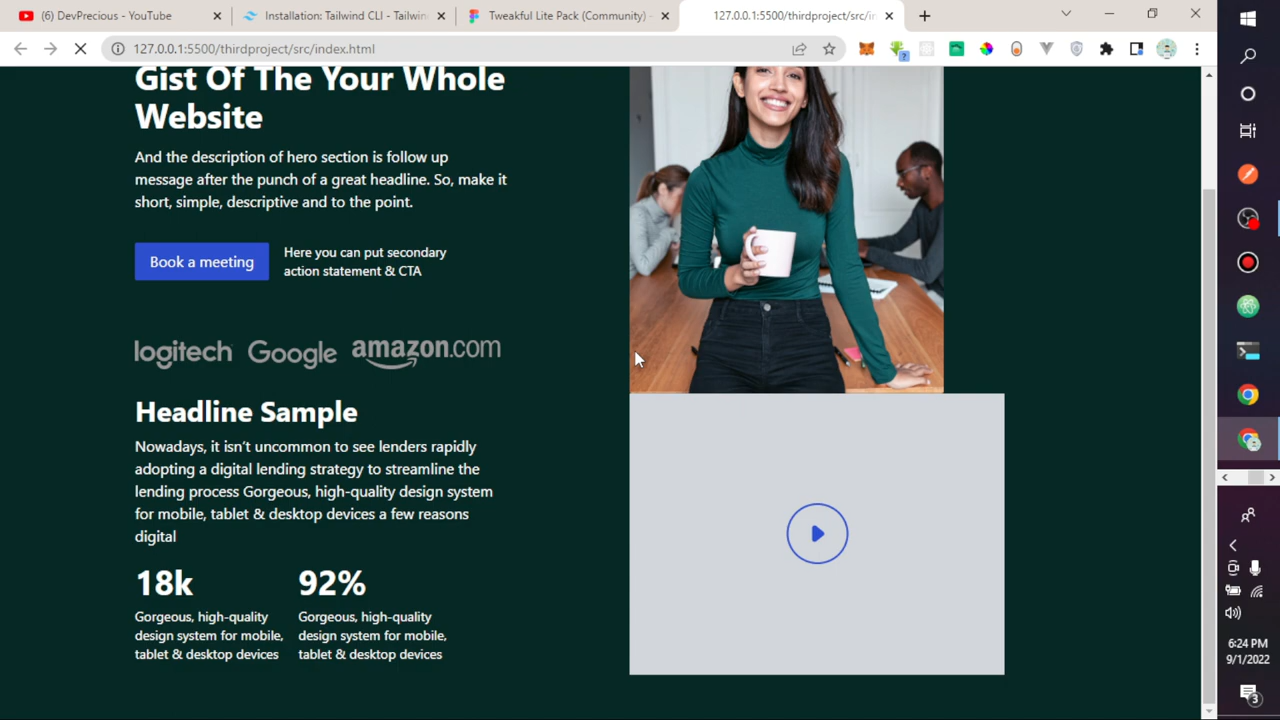 (6) DevPrecious - YouTube
Installation: Tailwind CLI - Tailwin
Tweakful Lite Pack (Community) -
127.0.0.1:5500/thirdproject/src/in
127.0.0.1:5500/thirdproject/src/index.html
Gist Of The Your Whole
Website
And the description of hero section is follow up
message after the punch of a great headline. So, make it
short, simple, descriptive and to the point.
Book a meeting
Here you can put secondary
action statement & CTA
logitech Google amazon.com
Headline Sample
Nowadays, it isn’t uncommon to see lenders rapidly
adopting a digital lending strategy to streamline the
lending process Gorgeous, high-quality design system
for mobile, tablet & desktop devices a few reasons
digital
18k
Gorgeous, high-quality
design system for mobile,
tablet & desktop devices
92%
Gorgeous, high-quality
design system for mobile,
tablet & desktop devices
6:24 PM
9/1/2022
3